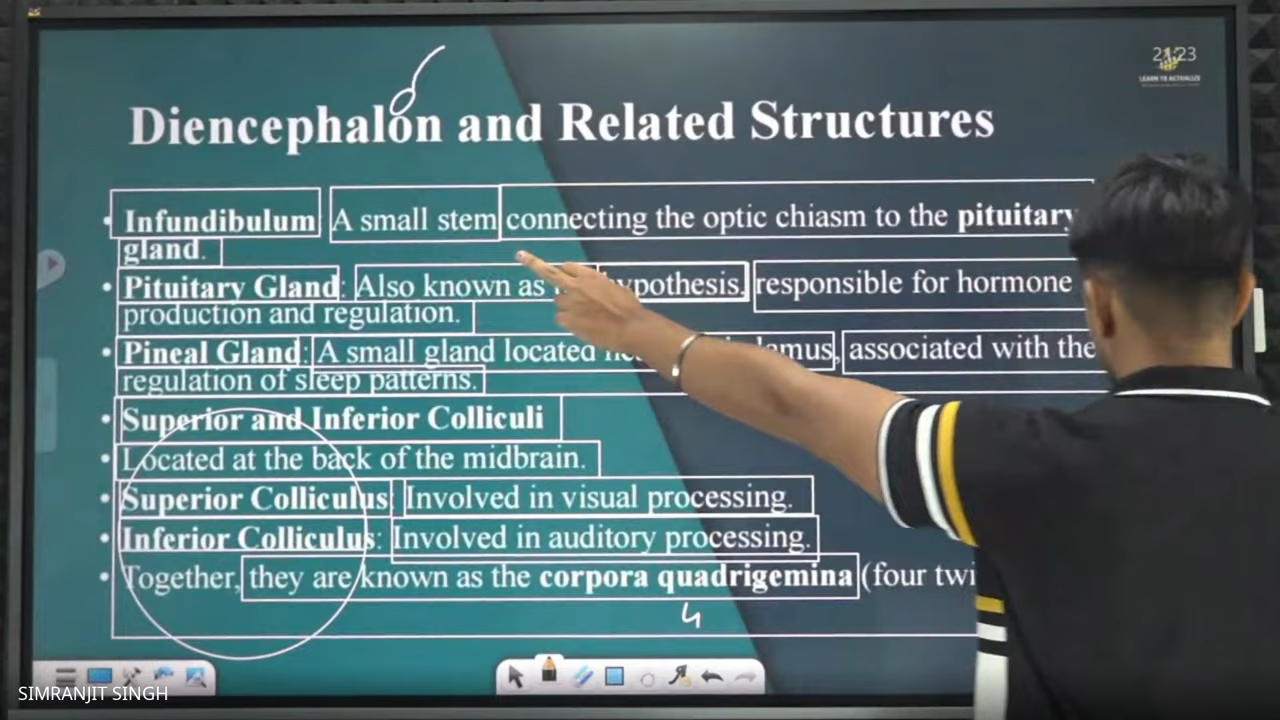 21:23
LEARN TO ACTUALIZE
Diencephalon and Related Structures
• Infundibulum: A small stem connecting the optic chiasm to the pituitary
gland.
• Pituitary Gland: Also known as hypothesis, responsible for hormone
production and regulation.
• Pineal Gland: A small gland located associated with the
regulation of sleep patterns.
• Superior and Inferior Colliculi
• Located at the back of the midbrain.
• Superior Colliculus: Involved in visual processing.
• Inferior Colliculus: Involved in auditory processing.
• Together, they are known as the corpora quadrigemina (four
4
SIMRANJIT SINGH